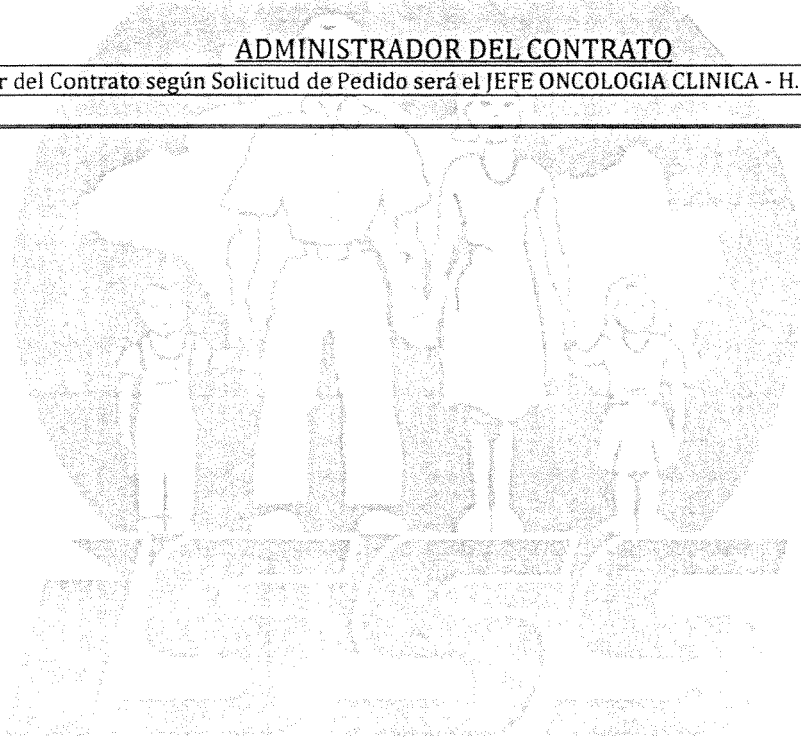 ADMINISTRADOR DEL CONTRATO
r del Contrato según Solicitud de Pedido será el JEFE ONCOLOGIA CLINICA - H.